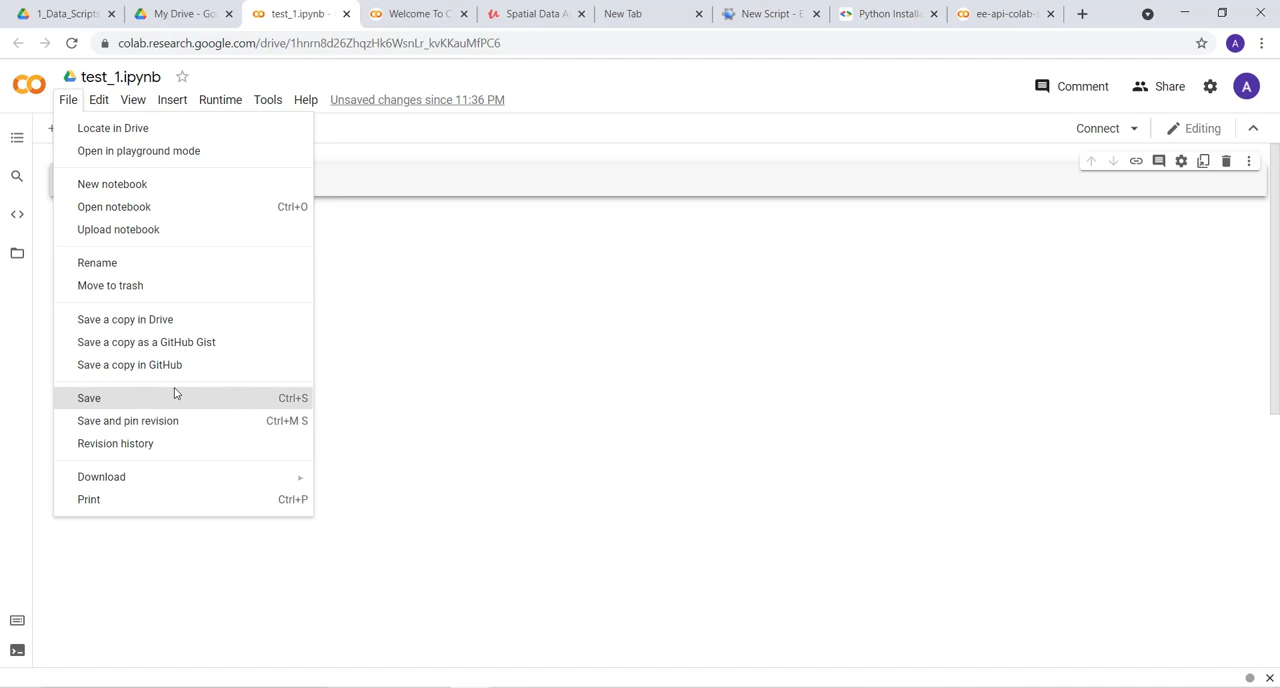 1_Data_Scripts
My Drive - Go
test_1.ipynb -
Welcome To C
Spatial Data A
New Tab
New Script - E
Python Installa
ee-api-colab-s
colab.research.google.com/drive/1hnrn8d26ZhqzHk6WsnLr_kvKKauMfPC6
A
test_1.ipynb
Comment
Share
A
File Edit View Insert Runtime Tools Help Unsaved changes since 11:36 PM
Connect
Editing
Locate in Drive
Open in playground mode
New notebook
Open notebook Ctrl+O
Upload notebook
Rename
Move to trash
Save a copy in Drive
Save a copy as a GitHub Gist
Save a copy in GitHub
Save Ctrl+S
Save and pin revision Ctrl+M S
Revision history
Download
Print Ctrl+P